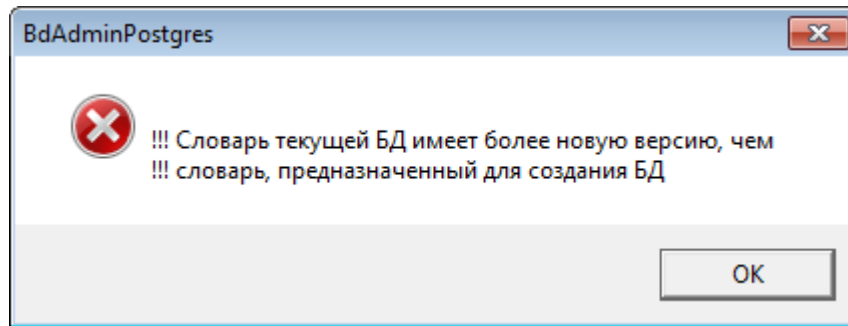 BdAdminPostgres
!!! Словарь текущей БД имеет более новую версию, чем
!!! словарь, предназначенный для создания БД
OK